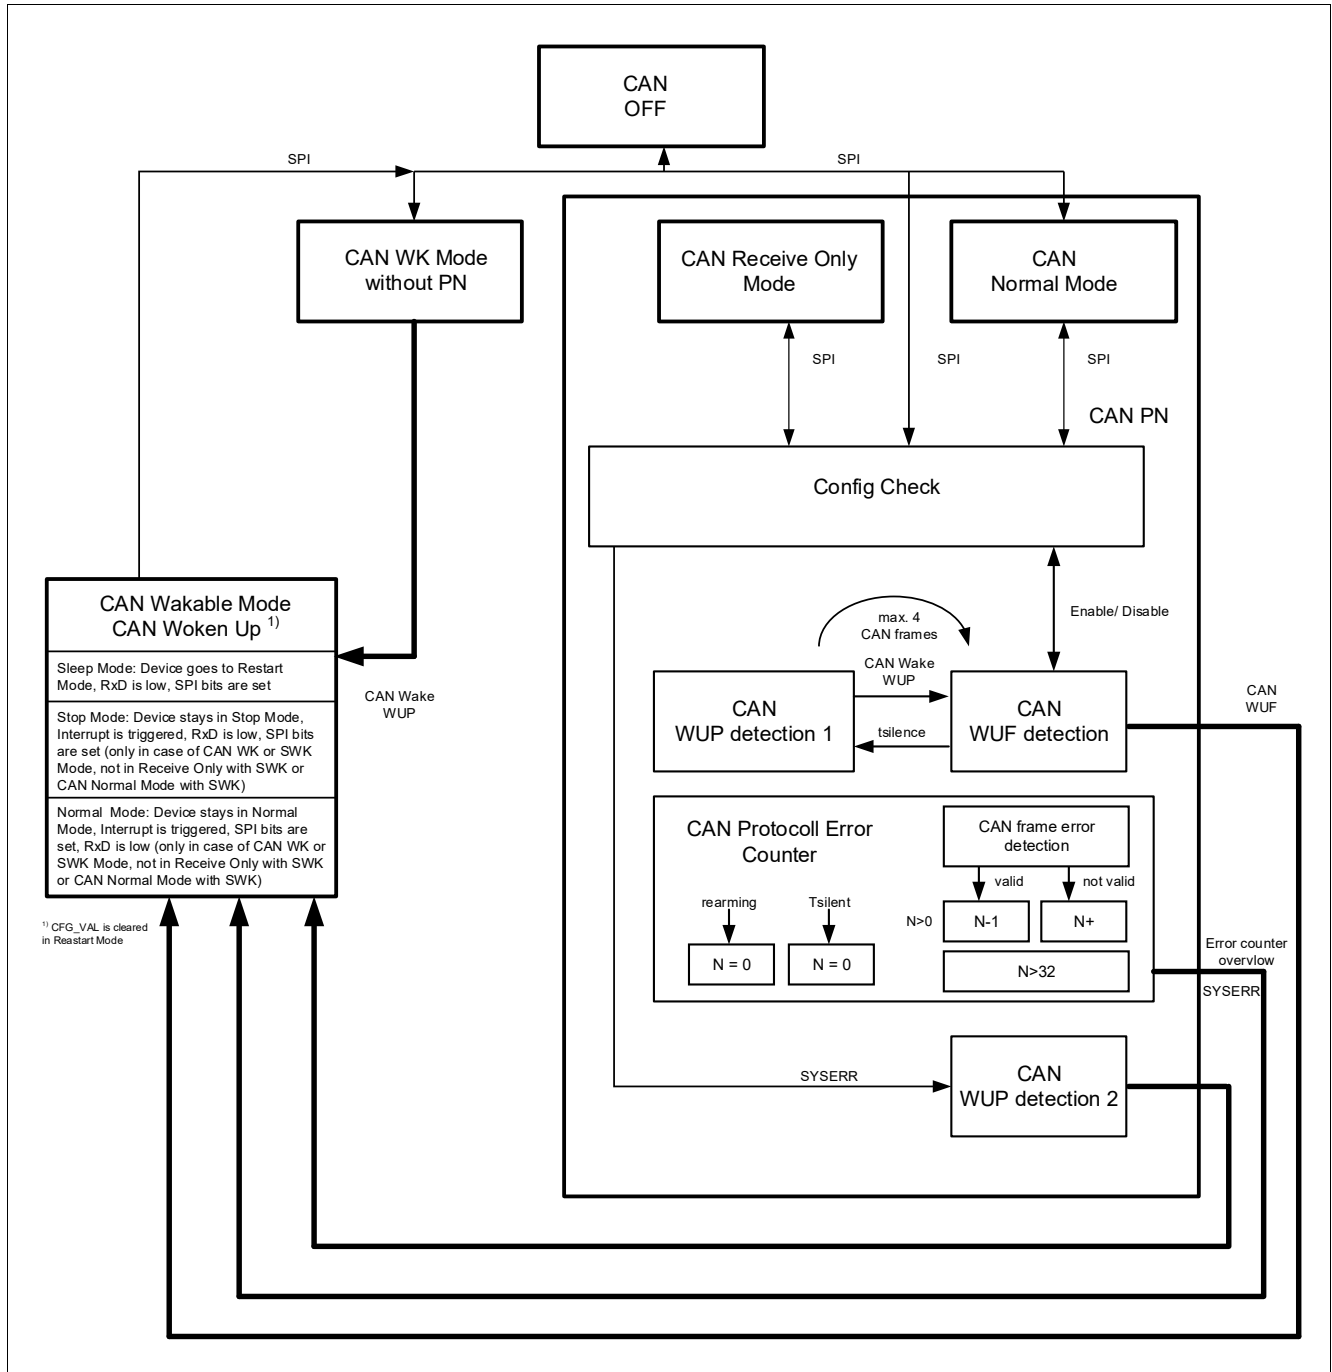 CAN
OFF
SPI
SPI
CAN WK Mode
without PN
CAN Receive Only
Mode
CAN
Normal Mode
SPI
SPI
SPI
CAN PN
Config Check
CAN Wakable Mode
CAN Woken Up 1)
Sleep Mode: Device goes to Restart
Mode, RxD is low, SPI bits are set
Stop Mode: Device stays in Stop Mode,
Interrupt is triggered, RxD is low, SPI bits
are set (only in case of CAN WK or SWK
Mode, not in Receive Only with SWK or
CAN Normal Mode with SWK)
Normal Mode: Device stays in Normal
Mode, Interrupt is triggered, SPI bits are
set, RxD is low (only in case of CAN WK or
SWK Mode, not in Receive Only with SWK
or CAN Normal Mode with SWK)
1) CFG_VAL is cleared
in Reastart Mode
CAN Wake
WUP
max. 4
CAN frames
Enable/ Disable
CAN Wake
WUP
tsilence
CAN
WUP detection 1
CAN
WUF detection
CAN
WUF
CAN Protocoll Error
Counter
CAN frame error
detection
valid
not valid
rearming
Tsilent
N>0
N-1
N+
N = 0
N = 0
N>32
Error counter
overvlow
SYSERR
SYSERR
CAN
WUP detection 2